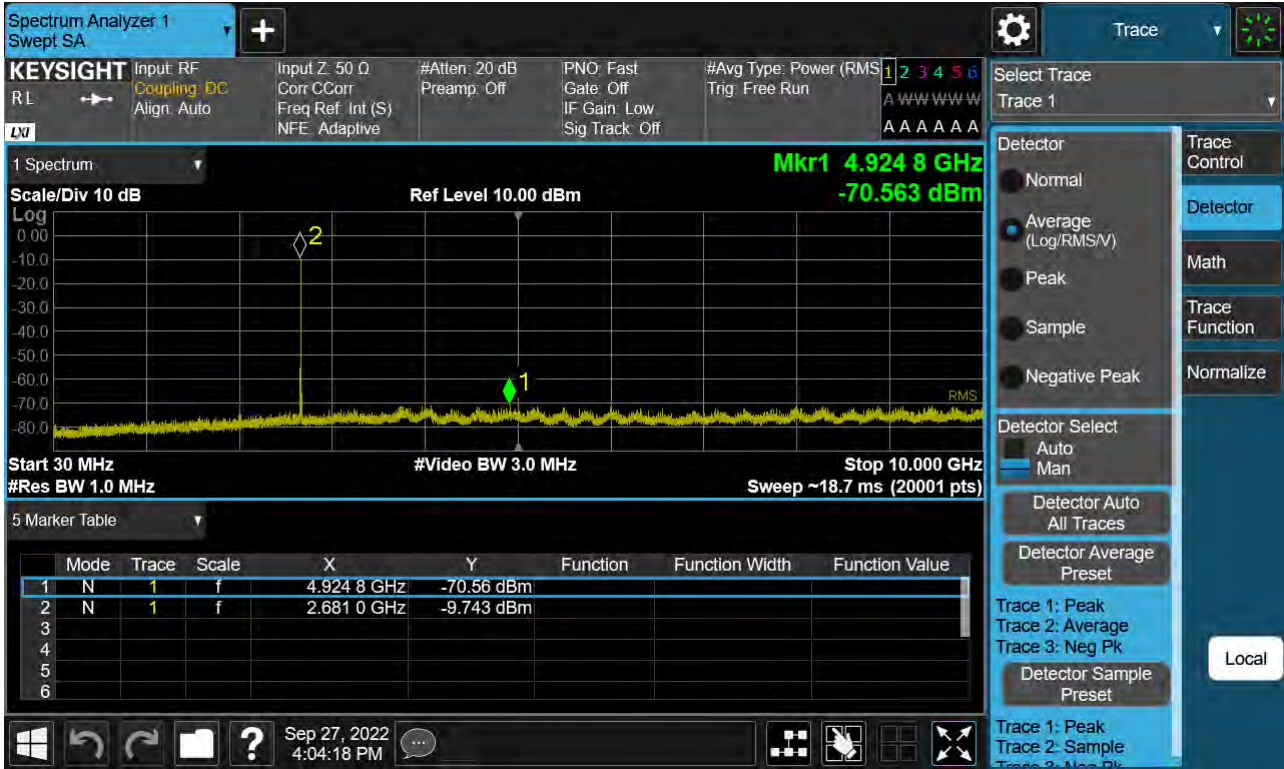 Spectrum Analyzer 1
Swept SA
Trace
KEYSIGHT
RL
LXI
Input: RF
Coupling: DC
Align: Auto
Input Z: 50 Ω
Corr CCorr
Freq Ref: Int (S)
NFE: Adaptive
#Atten: 20 dB
Preamp: Off
PNO: Fast
Gate: Off
IF Gain: Low
Sig Track: Off
#Avg Type: Power (RMS
Trig: Free Run
1 2 3 4 5 6
A W W W W W
A A A A A A
Select Trace
Trace 1
1 Spectrum
Mkr1 4.924 8 GHz
Scale/Div 10 dB
Ref Level 10.00 dBm
-70.563 dBm
Log
0.00
-10.0
-20.0
-30.0
-40.0
-50.0
-60.0
-70.0
-80.0
2
1
RMS
Start 30 MHz
#Video BW 3.0 MHz
Stop 10.000 GHz
#Res BW 1.0 MHz
Sweep ~18.7 ms (20001 pts)
5 Marker Table
Mode Trace Scale X Y Function Function Width Function Value
1 N 1 f 4.924 8 GHz -70.56 dBm
2 N 1 f 2.681 0 GHz -9.743 dBm
3
4
5
6
Detector
Normal
Average
(Log/RMS/V)
Peak
Sample
Negative Peak
Detector Select
Auto
Man
Detector Auto
All Traces
Detector Average
Preset
Trace 1: Peak
Trace 2: Average
Trace 3: Neg Pk
Detector Sample
Preset
Trace 1: Peak
Trace 2: Sample
Trace 3: Neg Pk
Trace
Control
Detector
Math
Trace
Function
Normalize
Local
?
Sep 27, 2022
4:04:18 PM